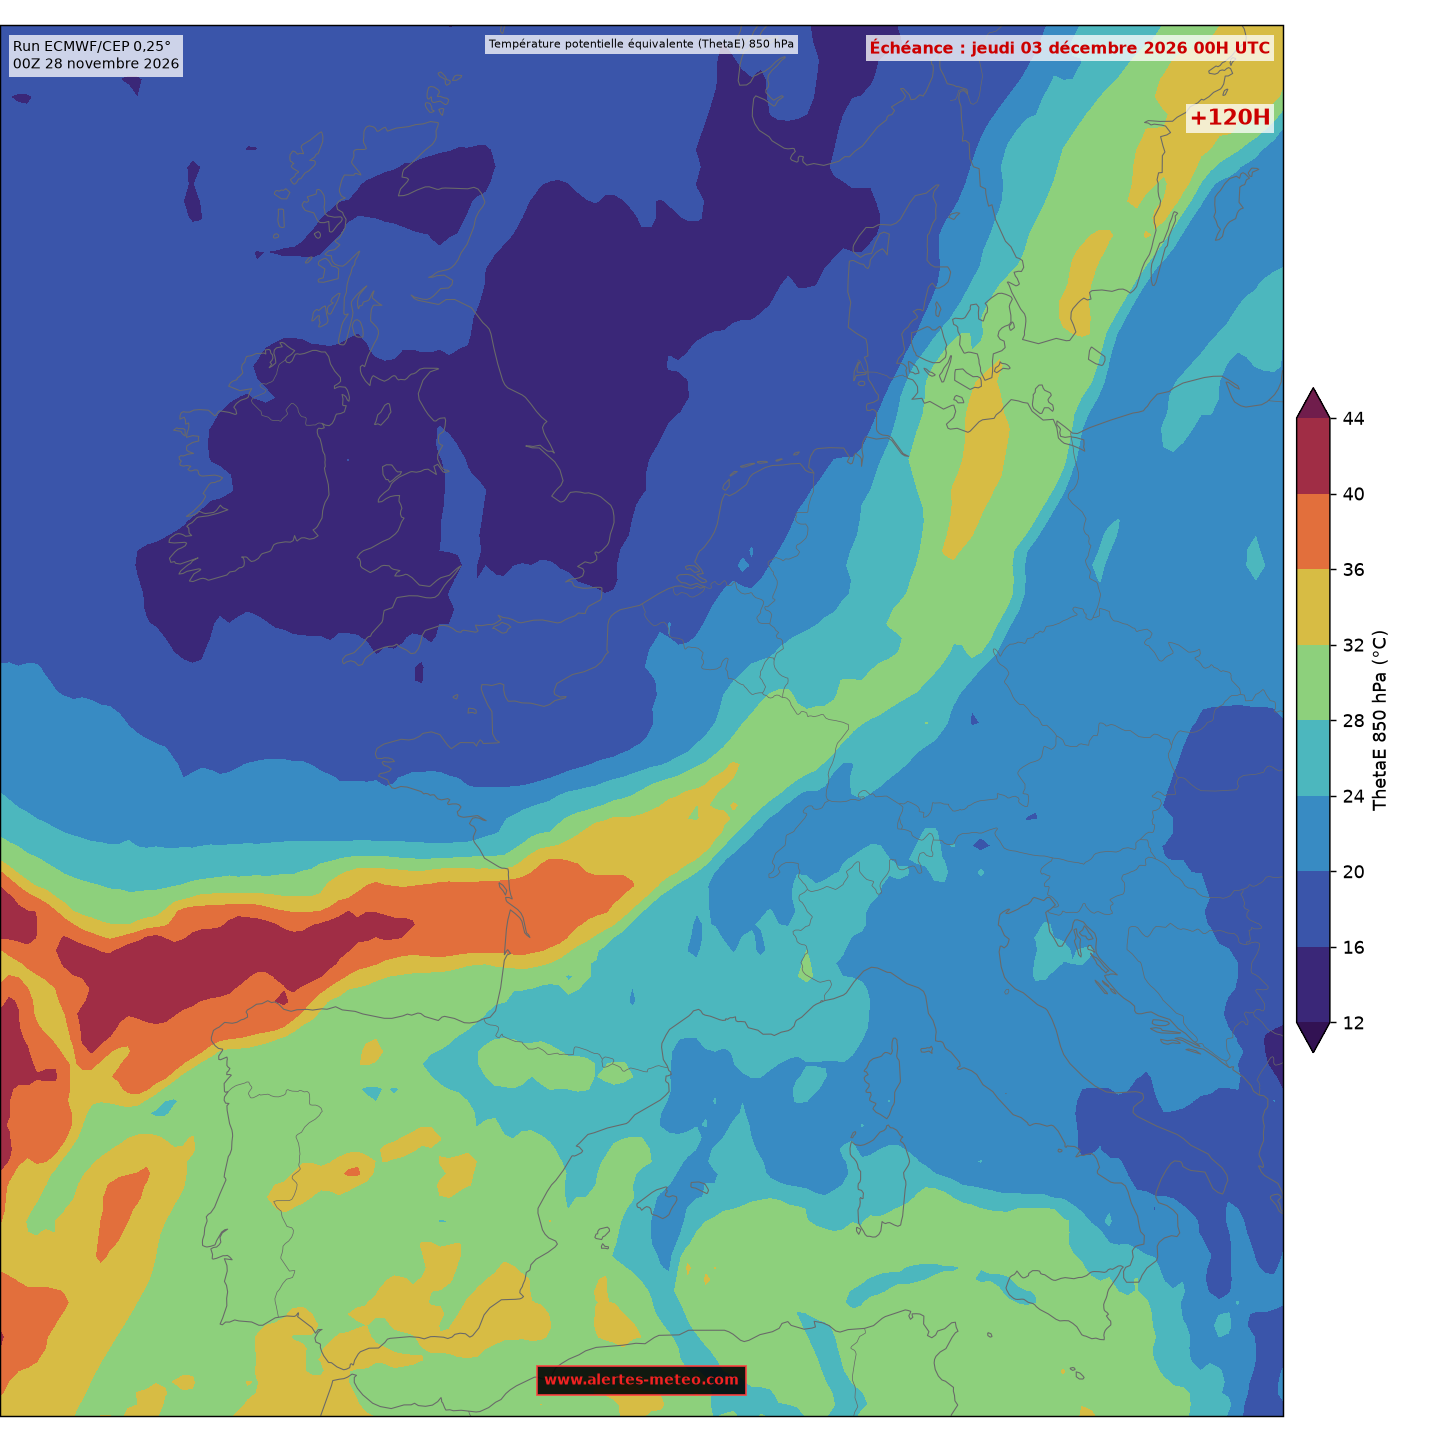 Run ECMWF/CEP 0,25°
00Z 28 novembre 2026
Température potentielle équivalente (ThetaE) 850 hPa
Échéance : jeudi 03 décembre 2026 00H UTC
+120H
44
40
36
32
28
24
20
16
12
ThetaE 850 hPa (°C)
www.alertes-meteo.com